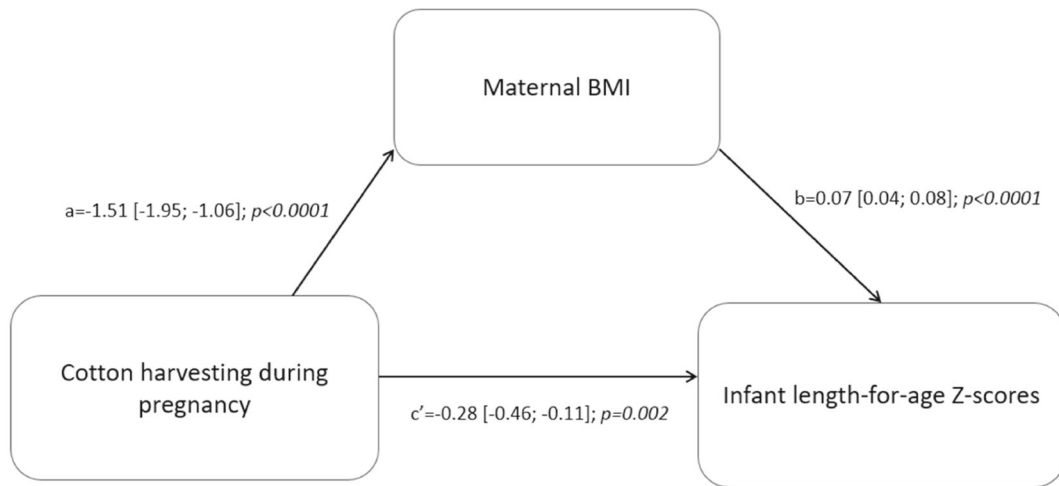 Maternal BMI
a=-1.51 [-1.95; -1.06]; p<0.0001
b=0.07 [0.04; 0.08]; p<0.0001
Cotton harvesting during
pregnancy
c’=-0.28 [-0.46; -0.11]; p=0.002
Infant length-for-age Z-scores